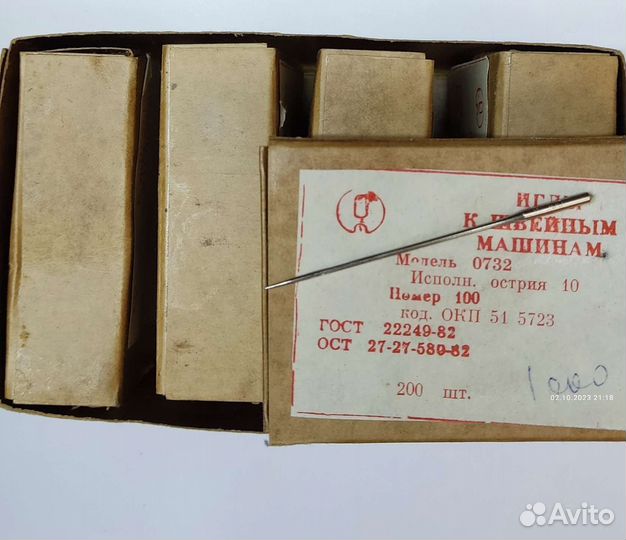 ИГЛЫ
К ШВЕЙНЫМ
МАШИНАМ
Модель 0732
Исполн. острия 10
Номер 100
код. ОКП 51 5723
ГОСТ 22249-82
ОСТ 27-27-580-82
200 шт.
1000
02.10.2023 21:18
Avito